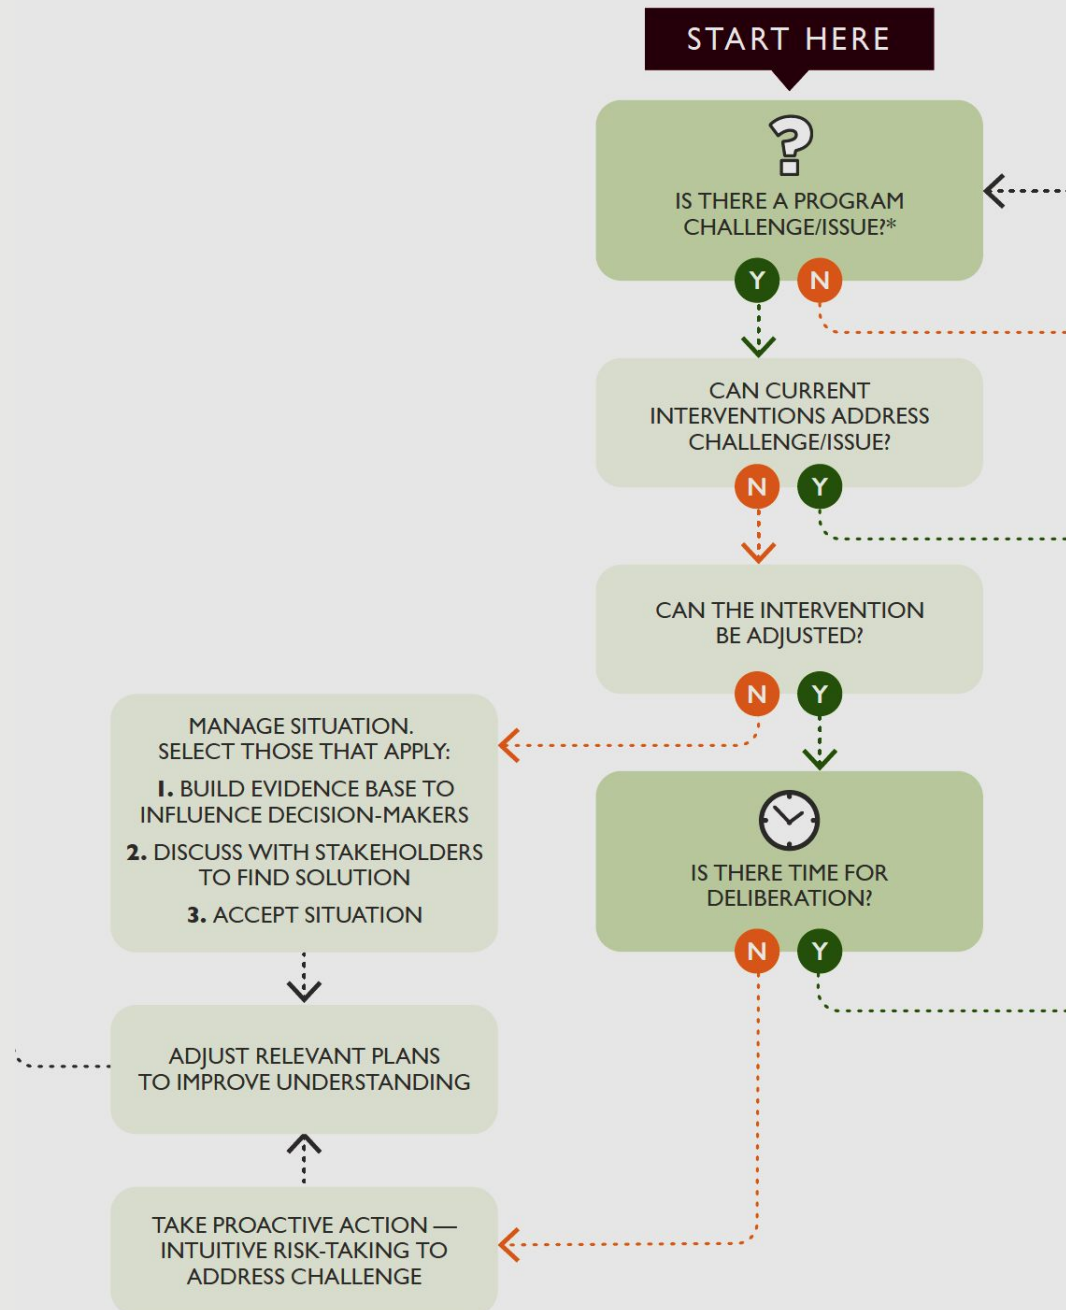 START HERE
IS THERE A PROGRAM
CHALLENGE/ISSUE?*
Y N
CAN CURRENT
INTERVENTIONS ADDRESS
CHALLENGE/ISSUE?
N Y
CAN THE INTERVENTION
BE ADJUSTED?
N Y
MANAGE SITUATION.
SELECT THOSE THAT APPLY:
1. BUILD EVIDENCE BASE TO
INFLUENCE DECISION-MAKERS
2. DISCUSS WITH STAKEHOLDERS
TO FIND SOLUTION
3. ACCEPT SITUATION
IS THERE TIME FOR
DELIBERATION?
N Y
ADJUST RELEVANT PLANS
TO IMPROVE UNDERSTANDING
TAKE PROACTIVE ACTION —
INTUITIVE RISK-TAKING TO
ADDRESS CHALLENGE